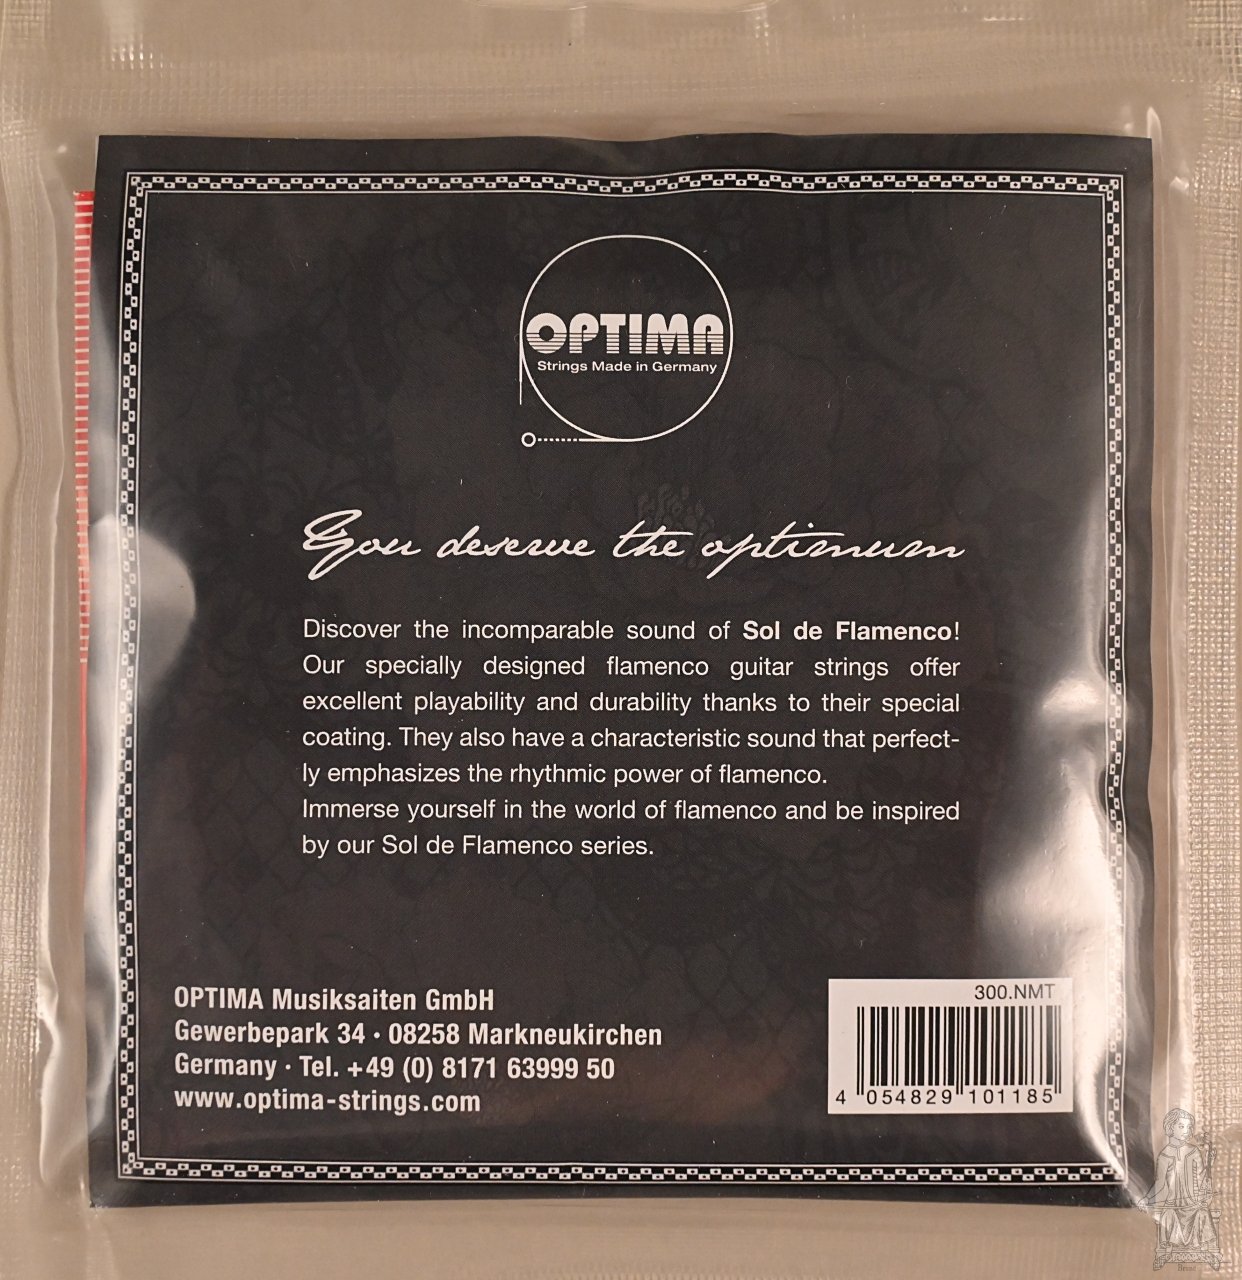 OPTIMA
Strings Made in Germany
You deserve the optimum
Discover the incomparable sound of Sol de Flamenco!
Our specially designed flamenco guitar strings offer
excellent playability and durability thanks to their special
coating. They also have a characteristic sound that perfect-
ly emphasizes the rhythmic power of flamenco.
Immerse yourself in the world of flamenco and be inspired
by our Sol de Flamenco series.
OPTIMA Musiksaiten GmbH
Gewerbepark 34 · 08258 Markneukirchen
Germany · Tel. +49 (0) 8171 63999 50
www.optima-strings.com
300.NMT
4 054829 101185